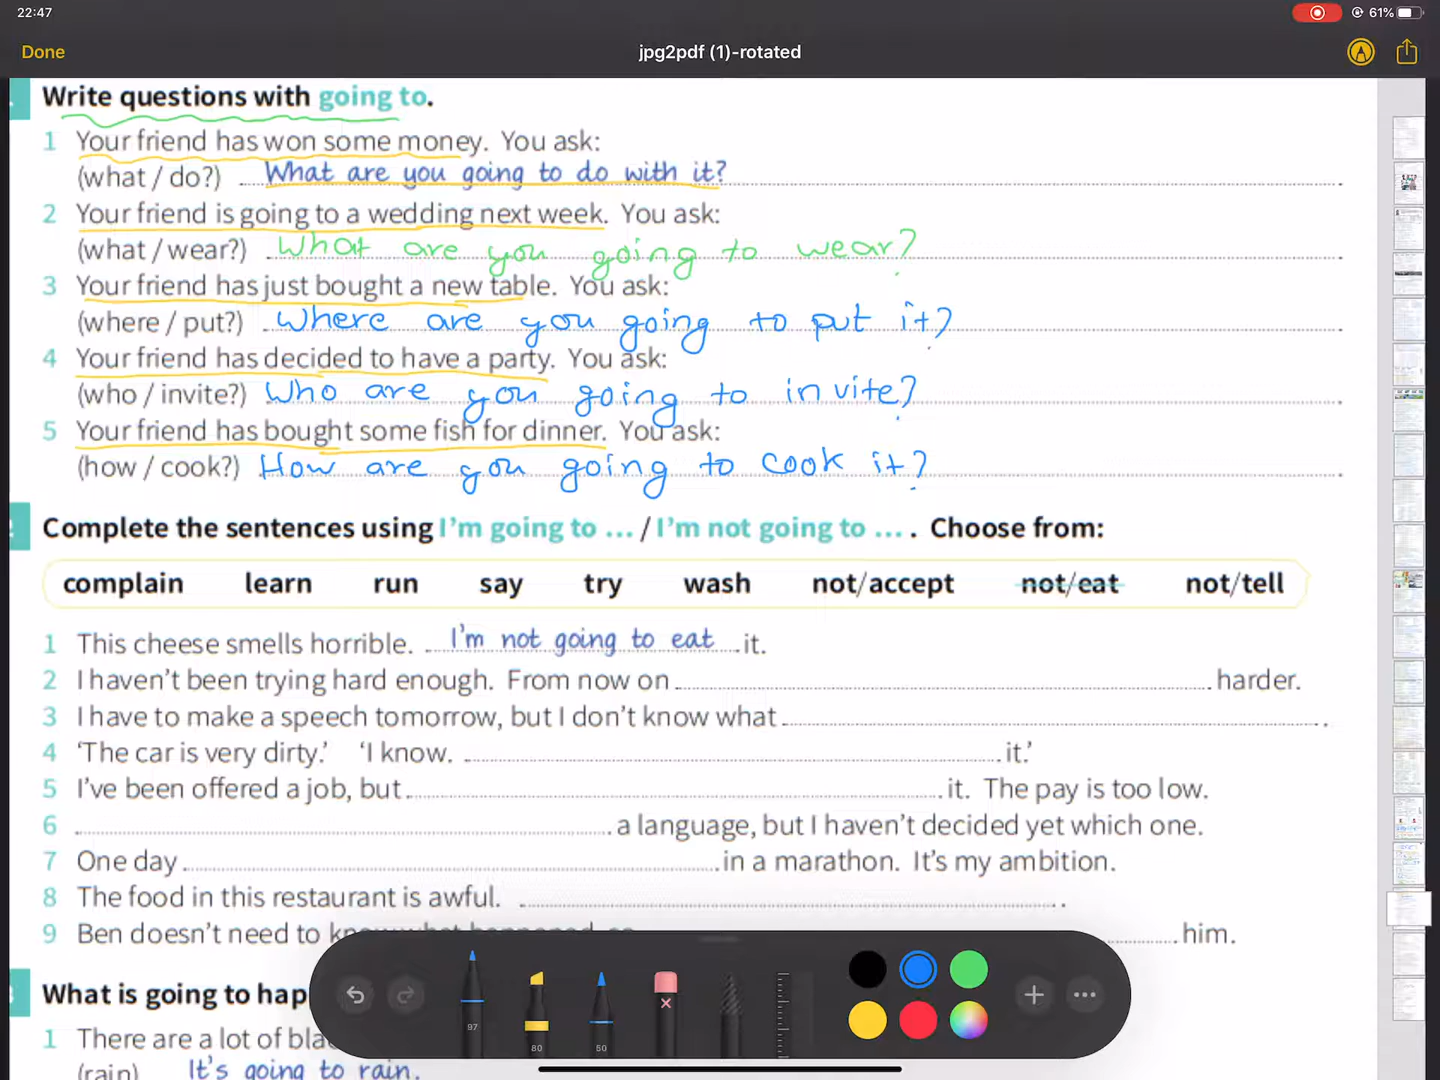 22:47
61%
Done
jpg2pdf (1)-rotated
Write questions with going to.
1 Your friend has won some money. You ask:
(what / do?) What are you going to do with it?
2 Your friend is going to a wedding next week. You ask:
(what / wear?) What are you going to wear?
3 Your friend has just bought a new table. You ask:
(where / put?) Where are you going to put it?
4 Your friend has decided to have a party. You ask:
(who / invite?) Who are you going to invite?
5 Your friend has bought some fish for dinner. You ask:
(how / cook?) How are you going to cook it?
Complete the sentences using I'm going to ... / I'm not going to ... . Choose from:
complain learn run say try wash not/accept not/eat not/tell
1 This cheese smells horrible. I'm not going to eat it.
2 I haven't been trying hard enough. From now on harder.
3 I have to make a speech tomorrow, but I don't know what .
4 'The car is very dirty.' 'I know. it.'
5 I've been offered a job, but it. The pay is too low.
6 a language, but I haven't decided yet which one.
7 One day in a marathon. It's my ambition.
8 The food in this restaurant is awful. .
9 Ben doesn't need to him.
What is going to hap
1 There are a lot of bla
(rain) It's going to rain.
97
80
50